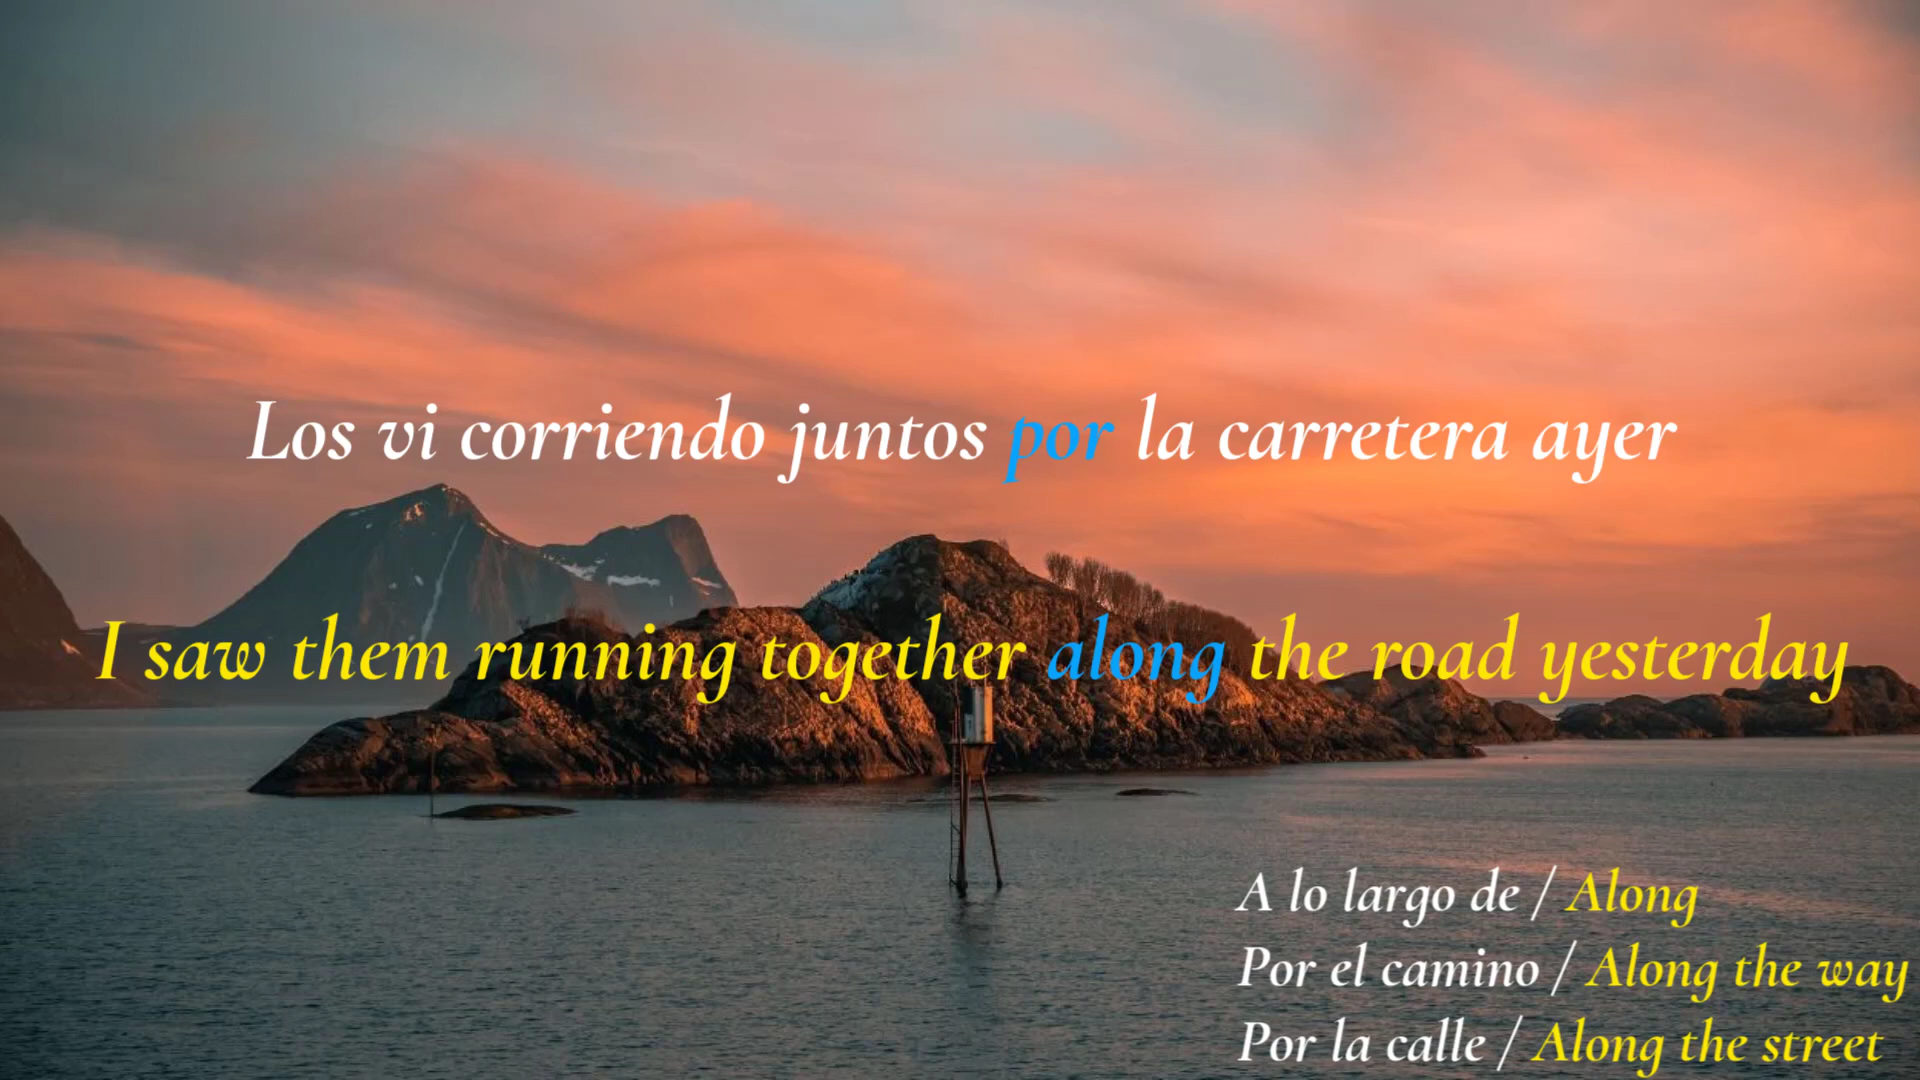 Los vi corriendo juntos por la carretera ayer
I saw them running together along the road yesterday
A lo largo de / Along
Por el camino / Along the way
Por la calle / Along the street